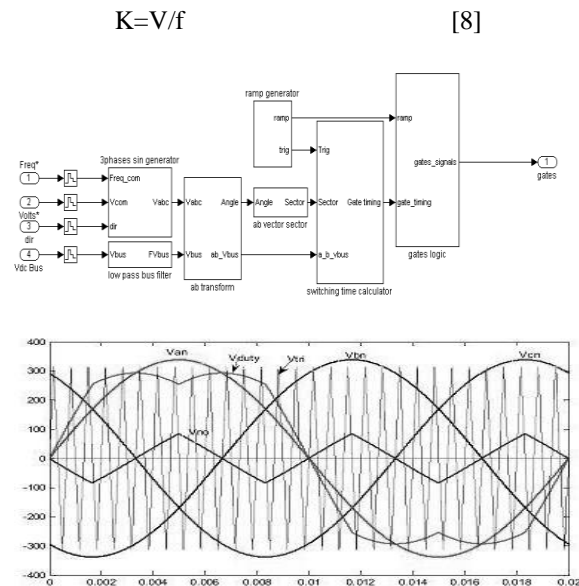 K=V/f [8]
ramp generator
ramp
trig
ramp
Trig
gates_signals
1
gates
Freq*
1
3phases sin generator
Freq_com
2
Vcom
Vabc
Vabc
Angle
Angle
Sector
Sector
Gate timing
gate_timing
Volts*
3
dir
ab vector sector
dir
4
Vbus
FVbus
Vbus
ab_Vbus
a_b_vbus
gates logic
Vdc Bus
low pass bus filter
ab transform
switching time calculator
400
300
200
100
0
-100
-200
-300
-400
Van
Vduty
Vtri
Vbn
Vcn
Vno
0
0.002
0.004
0.006
0.008
0.01
0.012
0.014
0.016
0.018
0.02